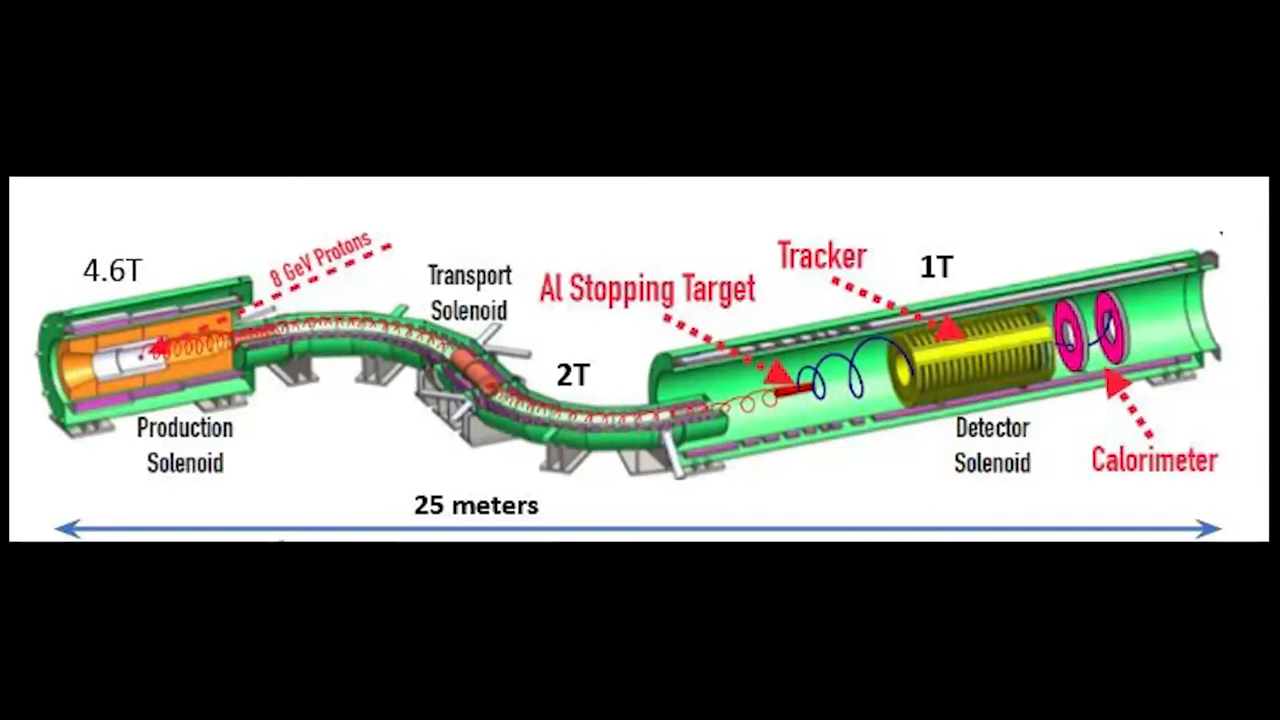 4.6T
8 GeV Protons
Transport
Solenoid
Al Stopping Target
Tracker
1T
2T
Production
Solenoid
Detector
Solenoid
Calorimeter
25 meters